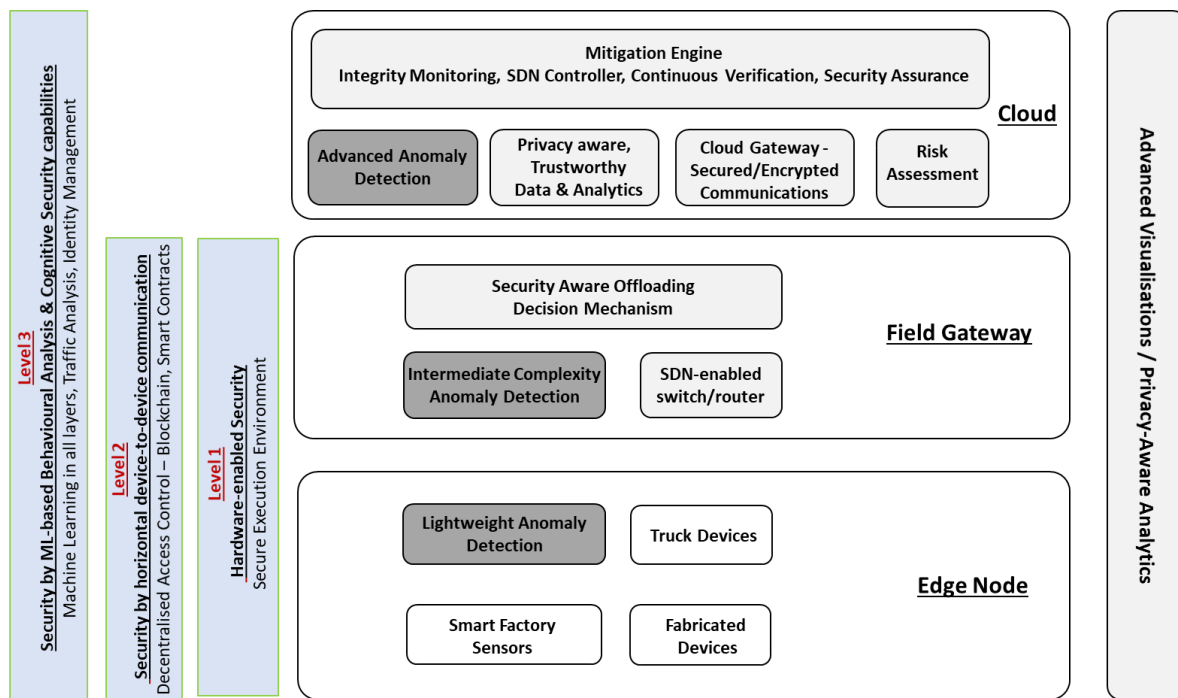 Level 3
Security by ML-based Behavioural Analysis & Cognitive Security capabilities
Machine Learning in all layers, Traffic Analysis, Identity Management
Level 2
Security by horizontal device-to-device communication
Decentralised Access Control – Blockchain, Smart Contracts
Level 1
Hardware-enabled Security
Secure Execution Environment
Mitigation Engine
Integrity Monitoring, SDN Controller, Continuous Verification, Security Assurance
Cloud
Advanced Anomaly
Detection
Privacy aware,
Trustworthy
Data & Analytics
Cloud Gateway -
Secured/Encrypted
Communications
Risk
Assessment
Security Aware Offloading
Decision Mechanism
Field Gateway
Intermediate Complexity
Anomaly Detection
SDN-enabled
switch/router
Lightweight Anomaly
Detection
Truck Devices
Edge Node
Smart Factory
Sensors
Fabricated
Devices
Advanced Visualisations / Privacy-Aware Analytics